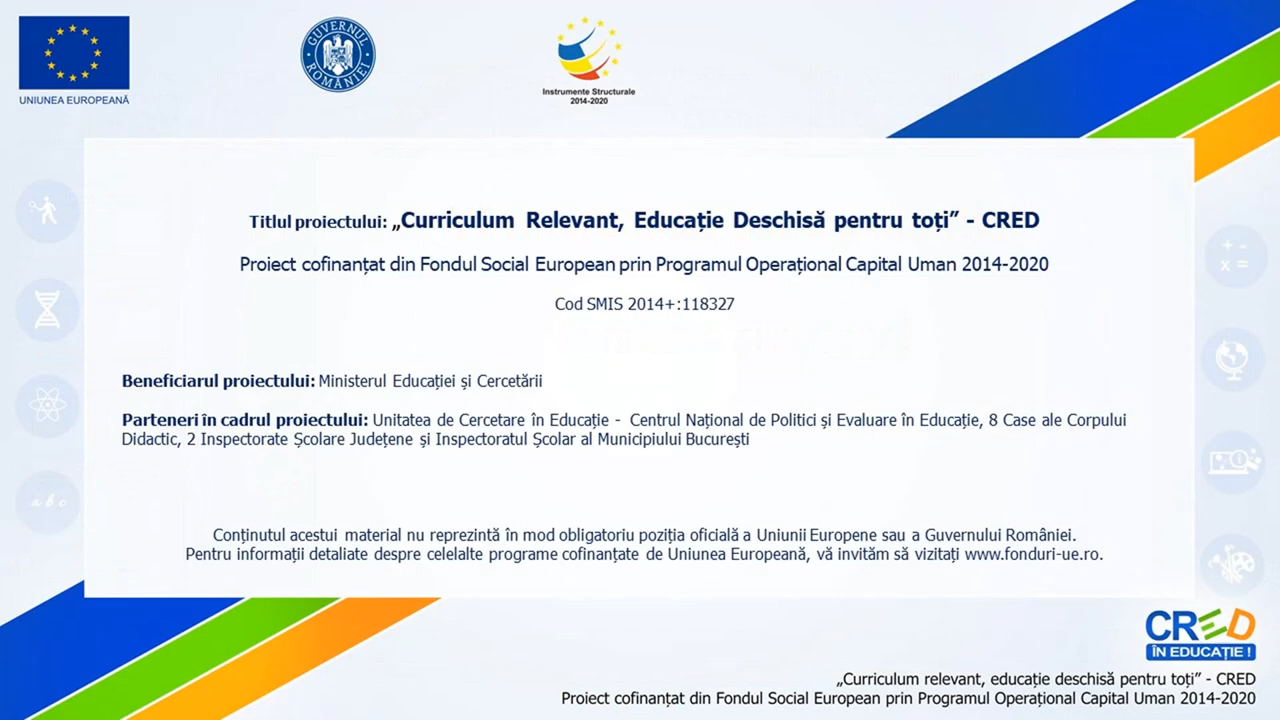 UNIUNEA EUROPEANĂ
GUVERNUL ROMÂNIEI
Instrumente Structurale
2014-2020
Titlul proiectului: „Curriculum Relevant, Educație Deschisă pentru toți” - CRED
Proiect cofinanțat din Fondul Social European prin Programul Operațional Capital Uman 2014-2020
Cod SMIS 2014+:118327
Beneficiarul proiectului: Ministerul Educației și Cercetării
Parteneri în cadrul proiectului: Unitatea de Cercetare în Educație - Centrul Național de Politici și Evaluare în Educație, 8 Case ale Corpului
Didactic, 2 Inspectorate Școlare Județene și Inspectoratul Școlar al Municipiului București
a b c
Conținutul acestui material nu reprezintă în mod obligatoriu poziția oficială a Uniunii Europene sau a Guvernului României.
Pentru informații detaliate despre celelalte programe cofinanțate de Uniunea Europeană, vă invităm să vizitați www.fonduri-ue.ro.
CRED
ÎN EDUCAȚIE !
„Curriculum relevant, educație deschisă pentru toți” - CRED
Proiect cofinanțat din Fondul Social European prin Programul Operațional Capital Uman 2014-2020